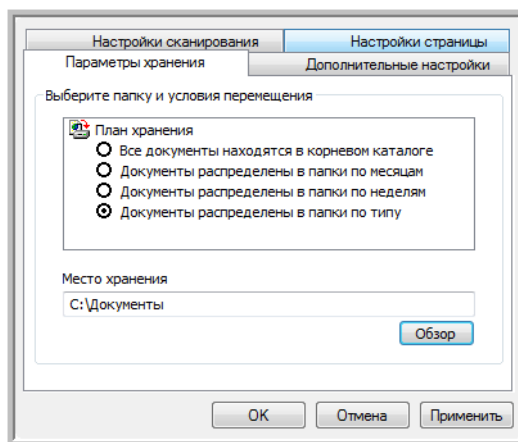 Настройки сканирования
Настройки страницы
Параметры хранения
Дополнительные настройки
Выберите папку и условия перемещения
План хранения
Все документы находятся в корневом каталоге
Документы распределены в папки по месяцам
Документы распределены в папки по неделям
Документы распределены в папки по типу
Место хранения
С:\Документы
Обзор
OK
Отмена
Применить